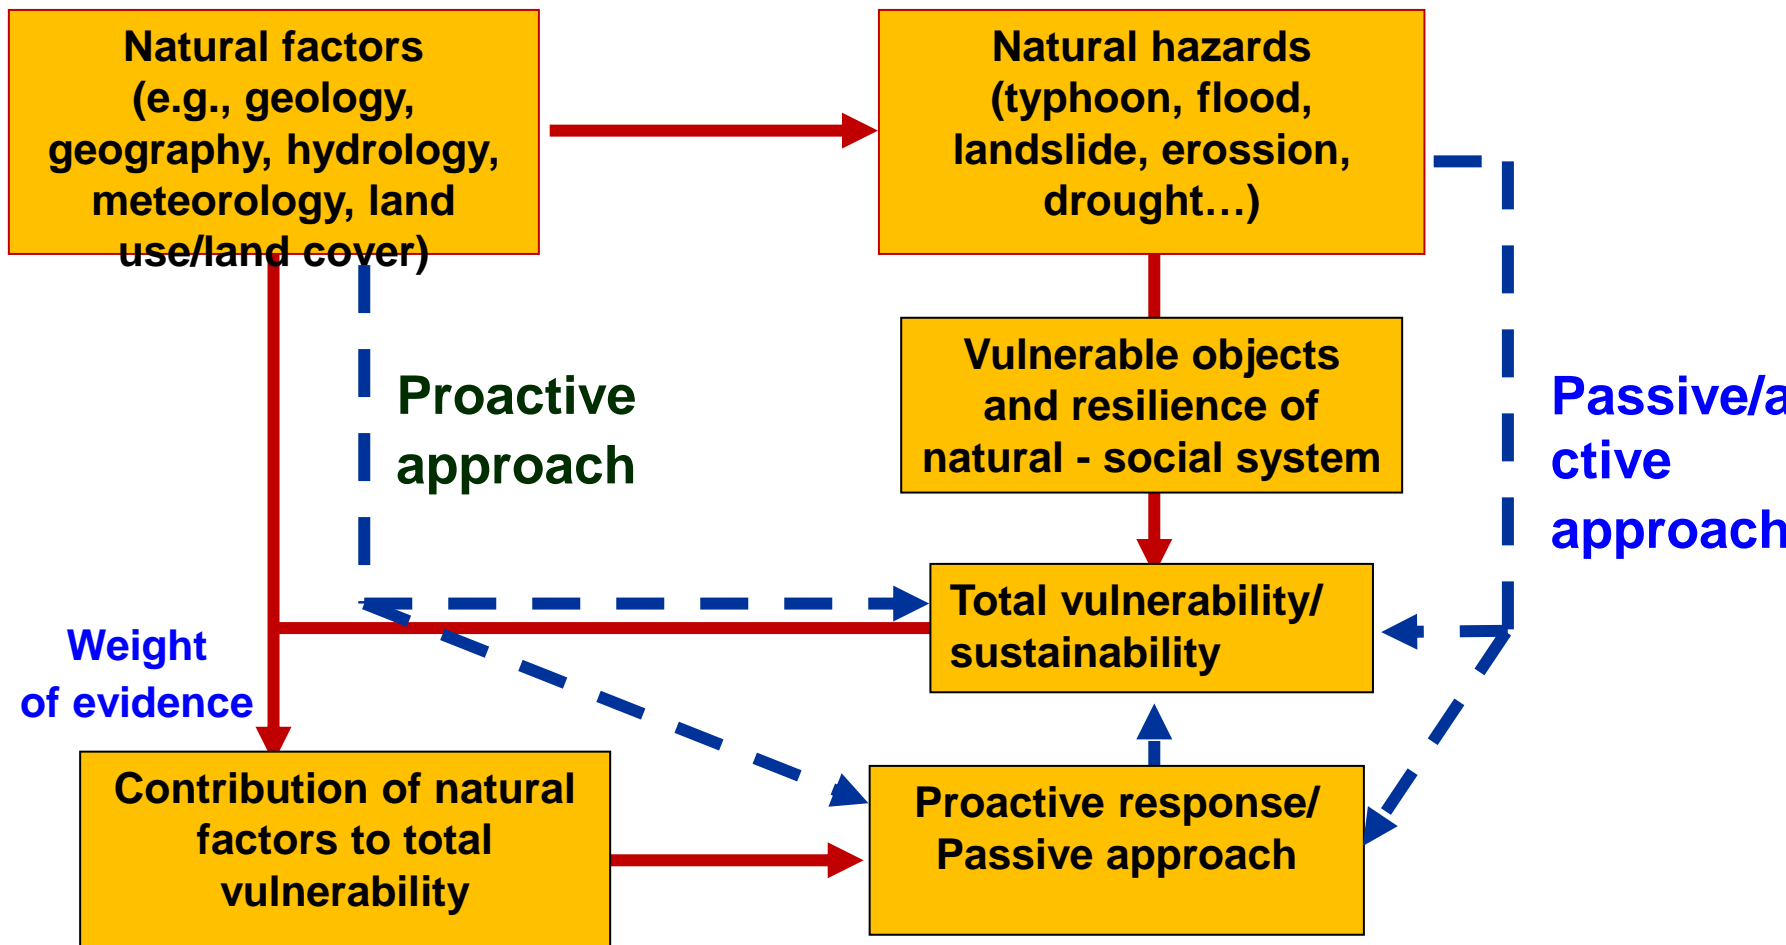 Natural factors
(e.g., geology,
geography, hydrology,
meteorology, land
use/land cover)
Natural hazards
(typhoon, flood,
landslide, erossion,
drought…)
Vulnerable objects
and resilience of
natural - social system
Proactive
approach
Passive/a
ctive
approach
Total vulnerability/
sustainability
Weight
of evidence
Contribution of natural
factors to total
vulnerability
Proactive response/
Passive approach